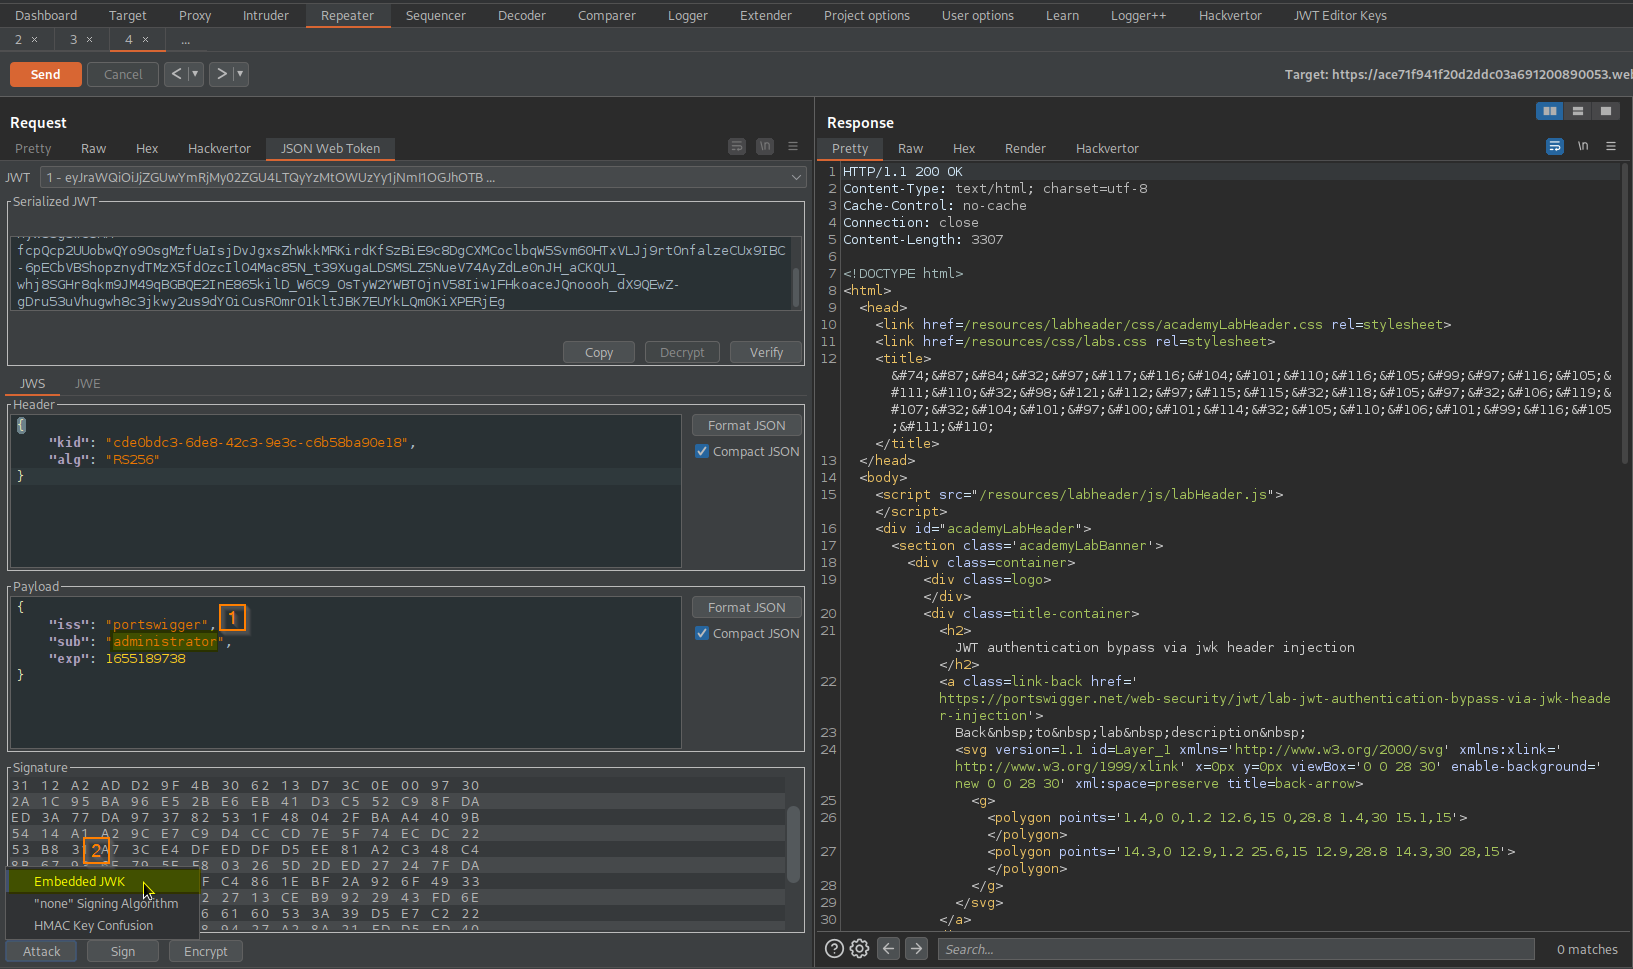 Dashboard Target Proxy Intruder Repeater Sequencer Decoder Comparer Logger Extender Project options User options Learn Logger++ Hackvertor JWT Editor Keys
2 × 3 × 4 × ...
Send Cancel < ▾ > ▾ Target: https://ace71f941f20d2ddc03a691200890053.we
Request
Pretty Raw Hex Hackvertor JSON Web Token \n
JWT 1 - eyJraWQiOiJjZGUwYmRjMy02ZGU4LTQyYzMtOWUzYy1jNmI1OGJhOTB ...
Serialized JWT
fcpQcp2UUobwQYo9OsgMzfUaIsjDvJgxsZhWkkMRKirdKfSzBiE9c8DgCXMCoclbqW5Svm60HTxVLJj9rtOnfalzeCUx9IBC
-6pECbVBShopznydTMzX5fdOzcIlO4Mac85N_t39XugaLDSMSLZ5NueV74AyZdLeOnJH_aCKQU1_
whj8SGHr8qkm9JM49qBGBQE2InE865kilD_W6C9_OsTyW2YWBTOjnV58Iiw1FHkoaceJQnoooh_dX9QEwZ-
gDru53uVhugwh8c3jkwy2us9dYOiCusROmrO1kltJBK7EUYkLQmOKiXPERjEg
Copy Decrypt Verify
JWS JWE
Header
{
"kid": "cde0bdc3-6de8-42c3-9e3c-c6b58ba90e18",
"alg": "RS256"
}
Format JSON
Compact JSON
Payload
{
"iss": "portswigger",
"sub": "administrator",
"exp": 1655189738
}
1
Format JSON
Compact JSON
Signature
31 12 A2 AD D2 9F 4B 30 62 13 D7 3C 0E 00 97 30
2A 1C 95 BA 96 E5 2B E6 EB 41 D3 C5 52 C9 8F DA
ED 3A 77 DA 97 37 82 53 1F 48 04 2F BA A4 40 9B
54 14 A1 A2 9C E7 C9 D4 CC CD 7E 5F 74 EC DC 22
53 B8 31 A7 3C E4 DF ED DF D5 EE 81 A2 C3 48 C4
79 5E F8 03 26 5D 2D ED 27 24 7F DA
F C4 86 1E BF 2A 92 6F 49 33
2 27 13 CE B9 92 29 43 FD 6E
6 61 60 53 3A 39 D5 E7 C2 22
2
Embedded JWK
"none" Signing Algorithm
HMAC Key Confusion
Attack Sign Encrypt
Response
Pretty Raw Hex Render Hackvertor \n
1 HTTP/1.1 200 OK
2 Content-Type: text/html; charset=utf-8
3 Cache-Control: no-cache
4 Connection: close
5 Content-Length: 3307
6
7 <!DOCTYPE html>
8 <html>
9 <head>
10 <link href=/resources/labheader/css/academyLabHeader.css rel=stylesheet>
11 <link href=/resources/css/labs.css rel=stylesheet>
12 <title>
&#74;&#87;&#84;&#32;&#97;&#117;&#116;&#104;&#101;&#110;&#116;&#105;&#99;&#97;&#116;&#105;&
#111;&#110;&#32;&#98;&#121;&#112;&#97;&#115;&#115;&#32;&#118;&#105;&#97;&#32;&#106;&#119;&
#107;&#32;&#104;&#101;&#97;&#100;&#101;&#114;&#32;&#105;&#110;&#106;&#101;&#99;&#116;&#105
;&#111;&#110;
</title>
13 </head>
14 <body>
15 <script src="/resources/labheader/js/labHeader.js">
</script>
16 <div id="academyLabHeader">
17 <section class='academyLabBanner'>
18 <div class=container>
19 <div class=logo>
</div>
20 <div class=title-container>
21 <h2>
JWT authentication bypass via jwk header injection
</h2>
22 <a class=link-back href='
https://portswigger.net/web-security/jwt/lab-jwt-authentication-bypass-via-jwk-heade
r-injection'>
23 Back&nbsp;to&nbsp;lab&nbsp;description&nbsp;
24 <svg version=1.1 id=Layer_1 xmlns='http://www.w3.org/2000/svg' xmlns:xlink='
http://www.w3.org/1999/xlink' x=0px y=0px viewBox='0 0 28 30' enable-background='
new 0 0 28 30' xml:space=preserve title=back-arrow>
25 <g>
26 <polygon points='1.4,0 0,1.2 12.6,15 0,28.8 1.4,30 15.1,15'>
</polygon>
27 <polygon points='14.3,0 12.9,1.2 25.6,15 12.9,28.8 14.3,30 28,15'>
</polygon>
28 </g>
29 </svg>
30 </a>
Search... 0 matches